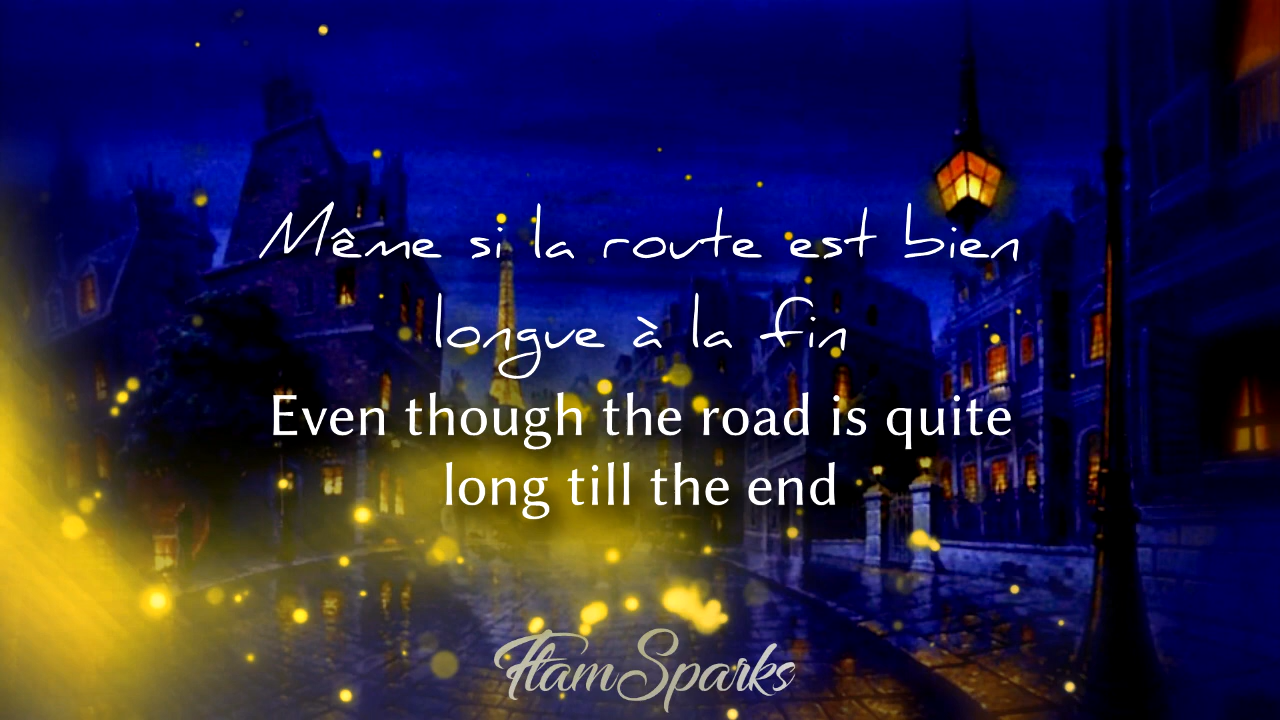 Même si la route est bien
longue à la fin
Even though the road is quite
long till the end
FlamSparks